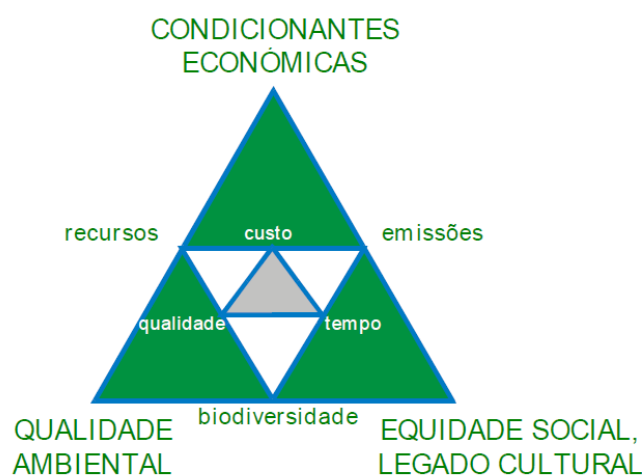 CONDICIONANTES
ECONÓMICAS
recursos
custo
emissões
qualidade
tempo
biodiversidade
QUALIDADE
AMBIENTAL
EQUIDADE SOCIAL,
LEGADO CULTURAL